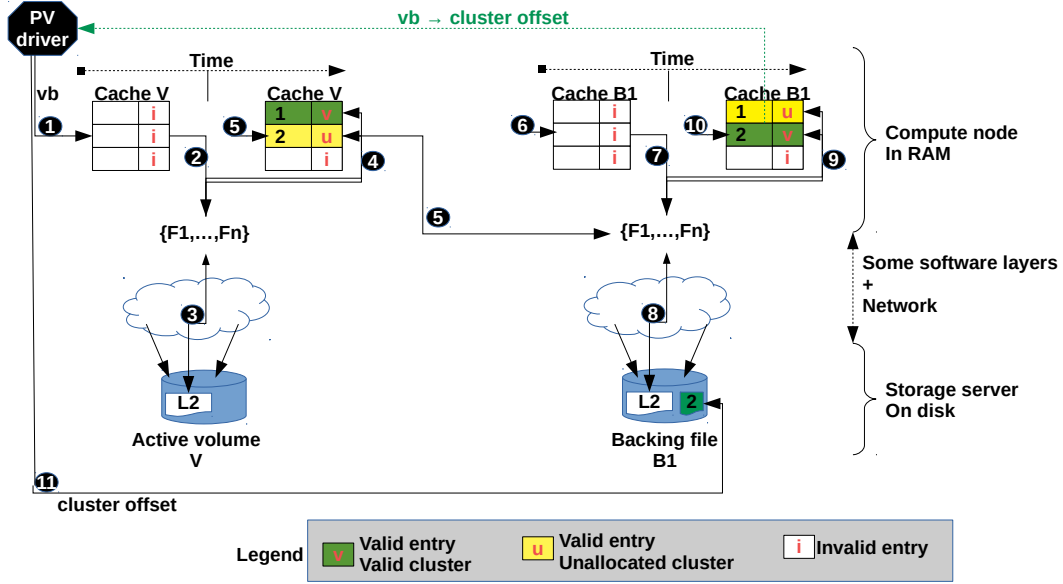 PV
driver
vb → cluster offset
Time
Time
vb
Cache V
Cache V
Cache B1
Cache B1
i
1 v
i
1 u
1
i
5
2 u
6
i
10
2 v
i
2
i
4
i
7
i
9
Compute node
In RAM
5
{F1,...,Fn}
{F1,...,Fn}
Some software layers
+
Network
3
8
L2
L2
2
Storage server
On disk
Active volume
V
Backing file
B1
11
cluster offset
Legend
v
Valid entry
Valid cluster
u
Valid entry
Unallocated cluster
i
Invalid entry